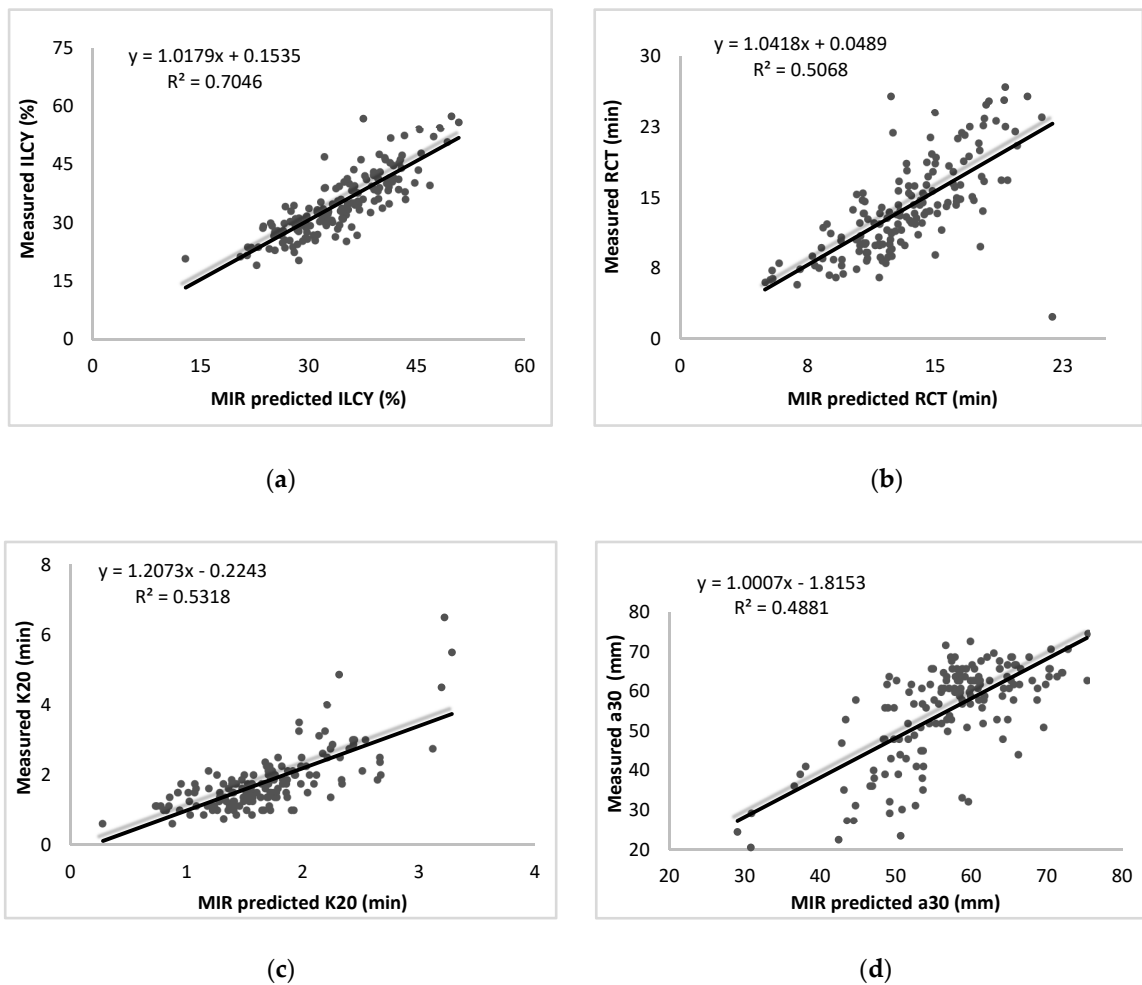 y = 1.0179x + 0.1535
R² = 0.7046
Measured ILCY (%)
75
60
45
30
15
0
0 15 30 45 60
MIR predicted ILCY (%)
(a)
y = 1.0418x + 0.0489
R² = 0.5068
Measured RCT (min)
30
23
15
8
0
0 8 15 23
MIR predicted RCT (min)
(b)
y = 1.2073x - 0.2243
R² = 0.5318
Measured K20 (min)
8
6
4
2
0
0 1 2 3 4
MIR predicted K20 (min)
(c)
y = 1.0007x - 1.8153
R² = 0.4881
Measured a30 (mm)
80
70
60
50
40
30
20
20 30 40 50 60 70 80
MIR predicted a30 (mm)
(d)